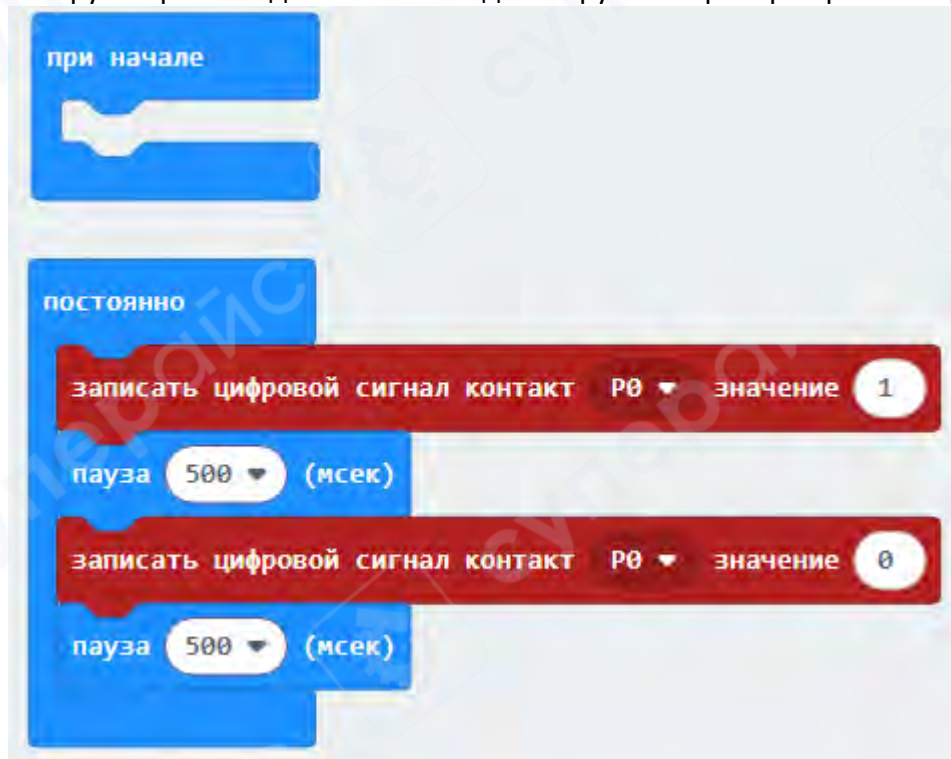 при начале
постоянно
записать цифровой сигнал контакт P0 значение 1
пауза 500 (мсек)
записать цифровой сигнал контакт P0 значение 0
пауза 500 (мсек)